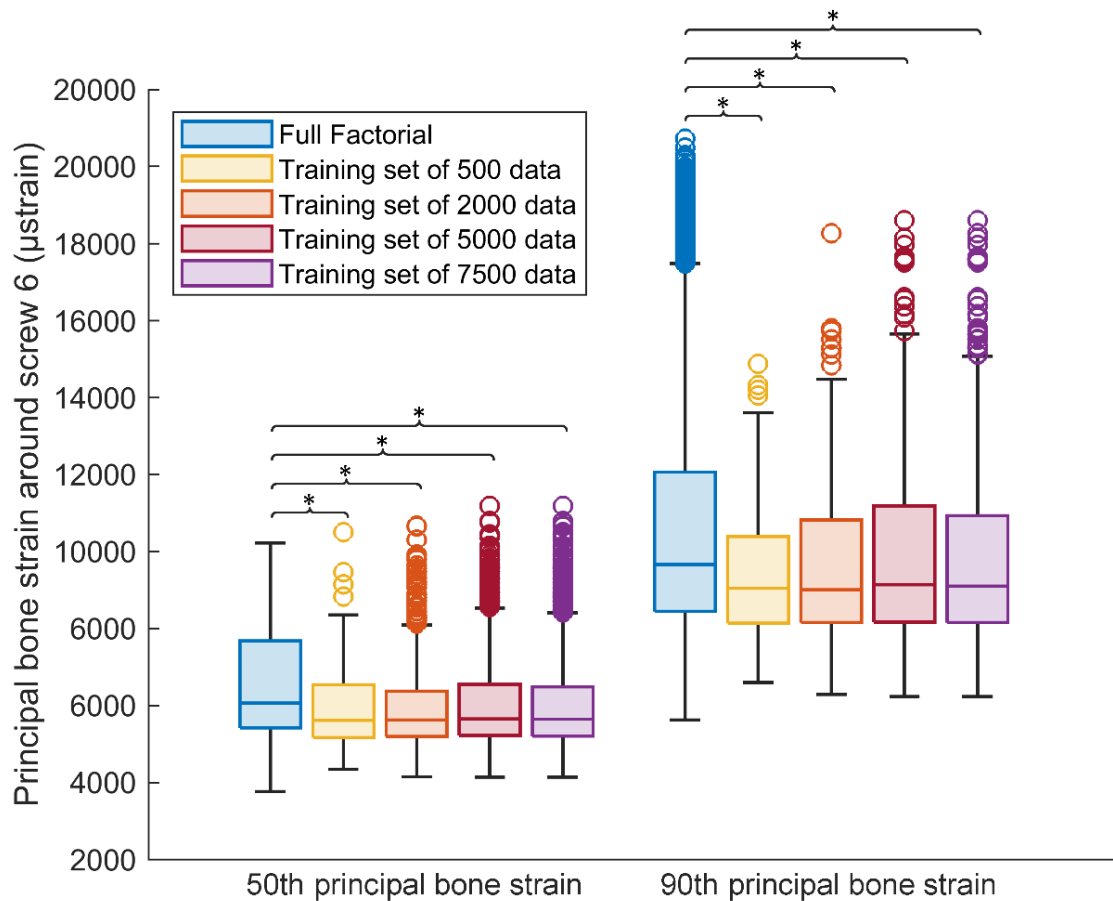 *
*
*
*
20000
Full Factorial
Training set of 500 data
Training set of 2000 data
Training set of 5000 data
Training set of 7500 data
18000
16000
14000
*
*
*
*
12000
10000
6000
6000
4000
2000
Principal bone strain around screw 6 (μstrain)
50th principal bone strain
90th principal bone strain